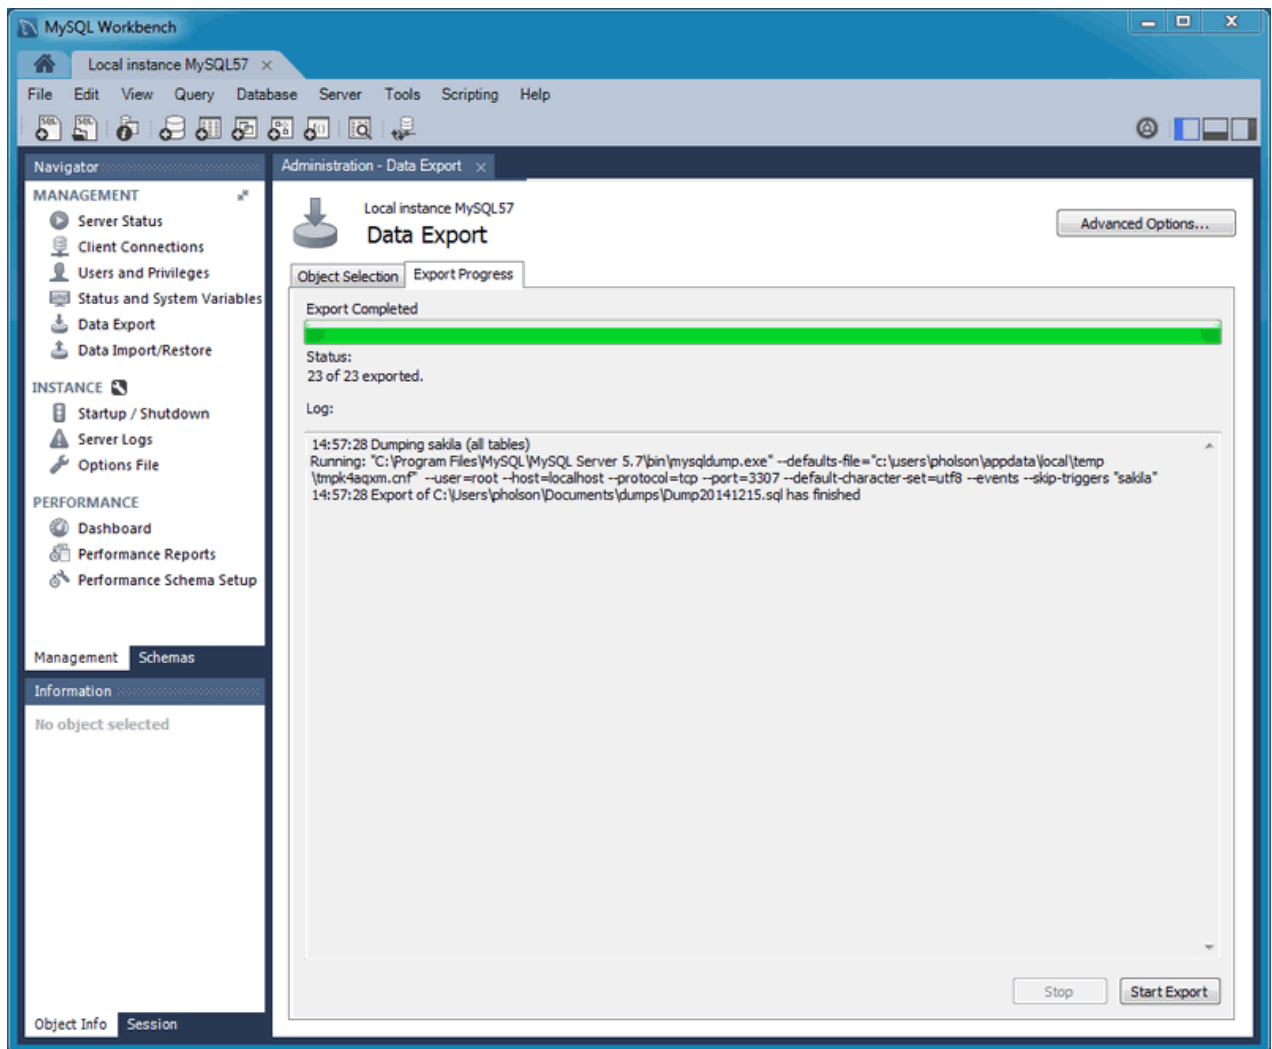 MySQL Workbench
Local instance MySQL57
File Edit View Query Database Server Tools Scripting Help
Navigator
MANAGEMENT
Server Status
Client Connections
Users and Privileges
Status and System Variables
Data Export
Data Import/Restore
INSTANCE
Startup / Shutdown
Server Logs
Options File
PERFORMANCE
Dashboard
Performance Reports
Performance Schema Setup
Management Schemas
Information
No object selected
Object Info Session
Administration - Data Export
Local instance MySQL57
Data Export
Advanced Options...
Object Selection Export Progress
Export Completed
Status:
23 of 23 exported.
Log:
14:57:28 Dumping sakila (all tables)
Running: "C:\Program Files\MySQL\MySQL Server 5.7\bin\mysqldump.exe" --defaults-file="c:\users\pholson\appdata\local\temp
\tmpk4aqxm.cnf" --user=root --host=localhost --protocol=tcp --port=3307 --default-character-set=utf8 --events --skip-triggers "sakila"
14:57:28 Export of C:\Users\pholson\Documents\dumps\Dump20141215.sql has finished
Stop Start Export